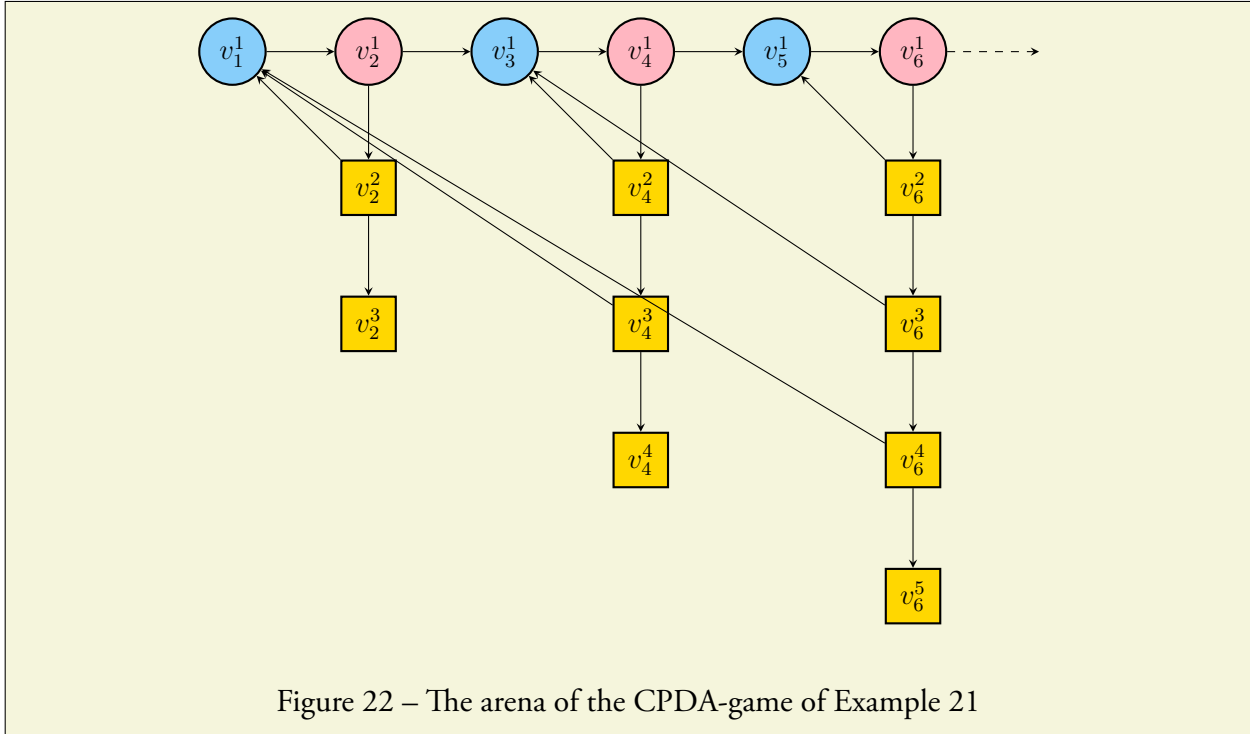 v_1^1 v_2^1 v_3^1 v_4^1 v_5^1 v_6^1
v_2^2 v_4^2 v_6^2
v_2^3 v_4^3 v_6^3
v_4^4 v_6^4
v_6^5
Figure 22 – The arena of the CPDA-game of Example 21